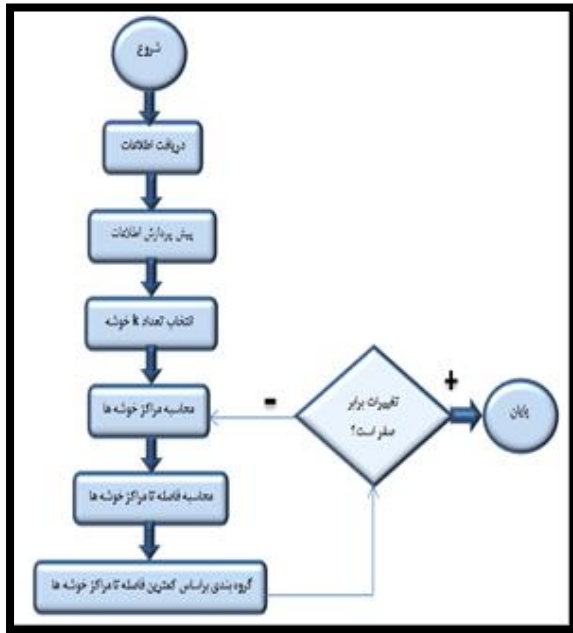 شروع
دریافت اطلاعات
پیش پردازش اطلاعات
انتخاب تعداد k خوشه
محاسبه مراکز خوشه ها
محاسبه فاصله تا مراکز خوشه ها
گروه بندی براساس کمترین فاصله تا مراکز خوشه ها
تغییرات برابر
صفر است؟
-
+
پایان